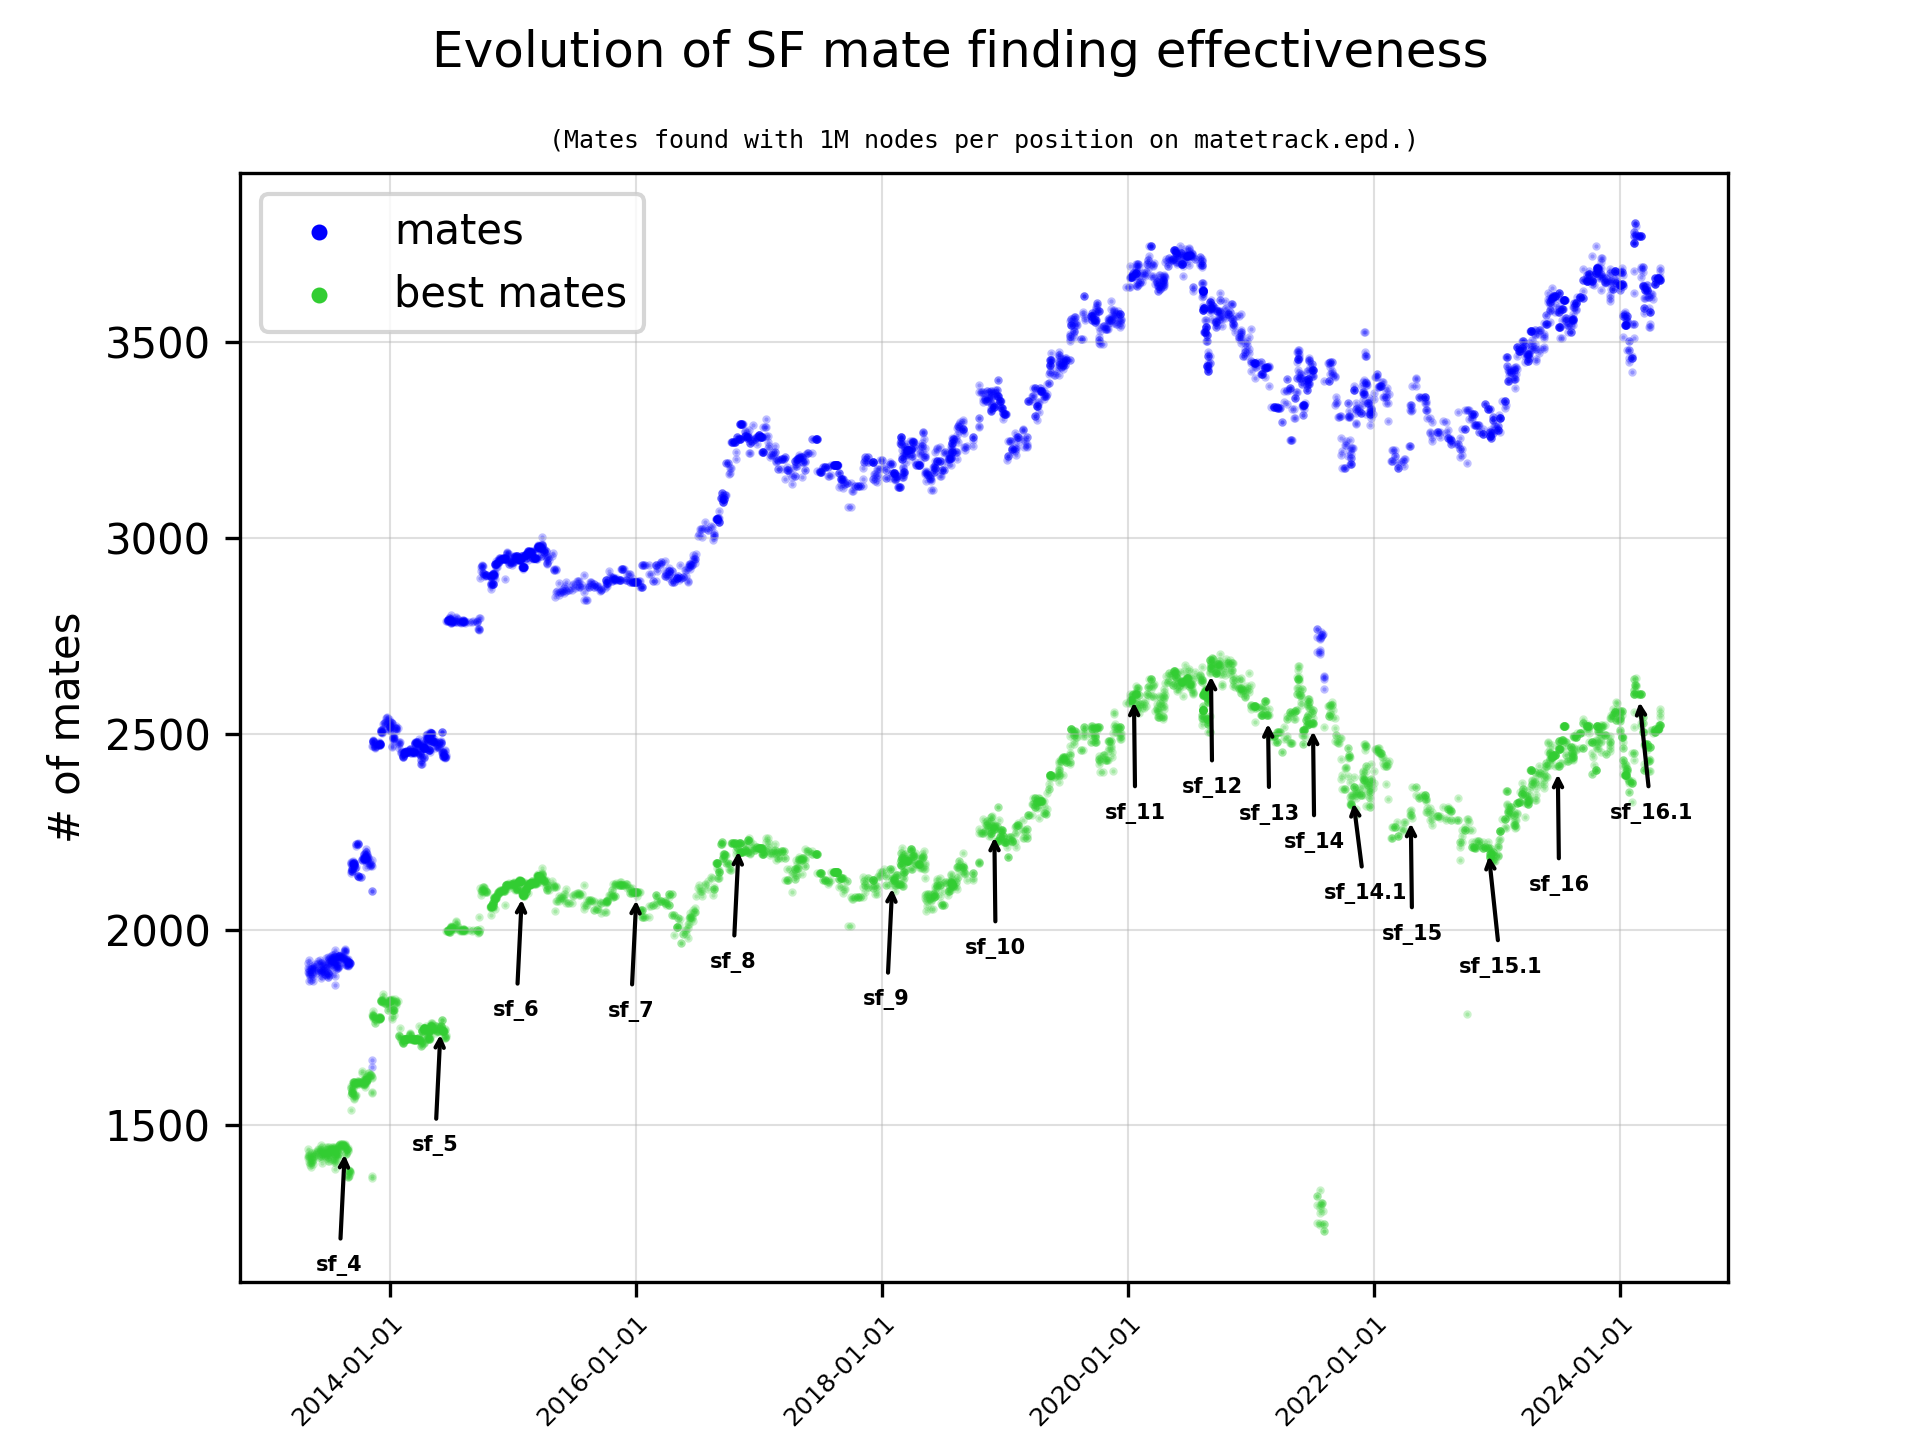 Evolution of SF mate finding effectiveness
(Mates found with 1M nodes per position on matetrack.epd.)
mates
best mates
# of mates
3500
3000
2500
2000
1500
sf_4
sf_5
sf_6
sf_7
sf_8
sf_9
sf_10
sf_11
sf_12
sf_13
sf_14
sf_14.1
sf_15
sf_15.1
sf_16
sf_16.1
2014-01-01
2016-01-01
2018-01-01
2020-01-01
2022-01-01
2024-01-01